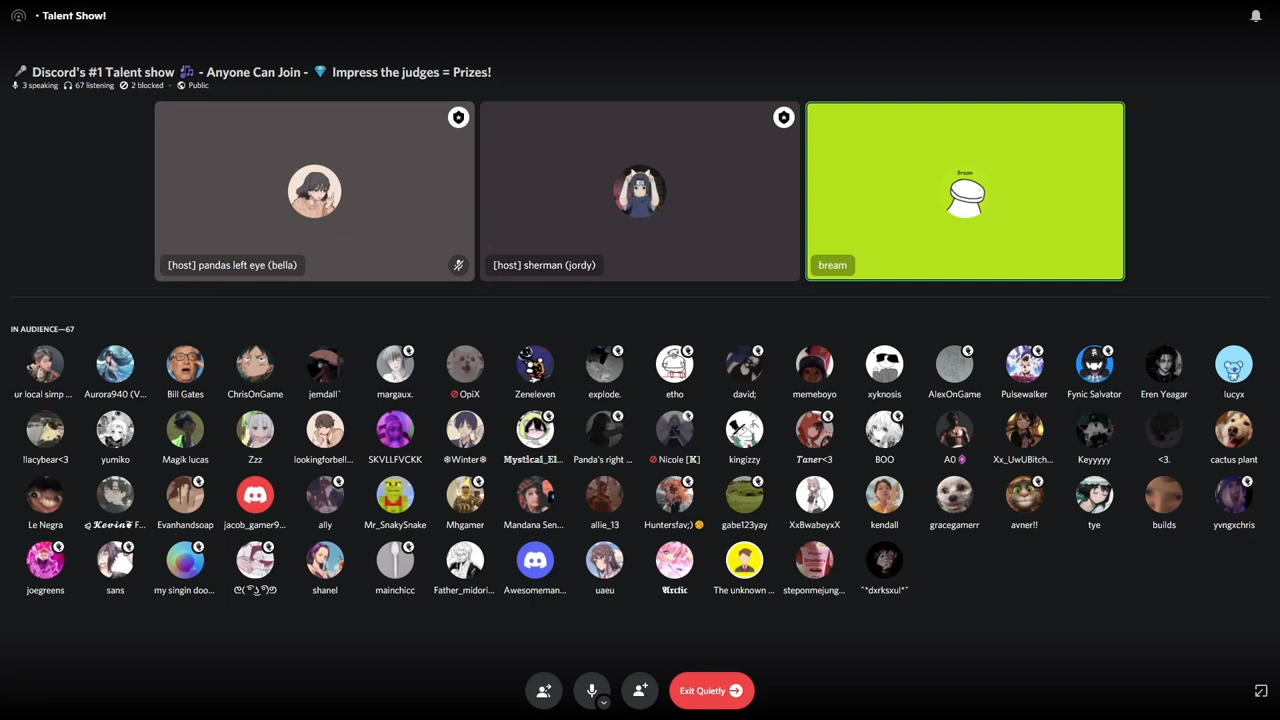 • Talent Show!
🎤 Discord's #1 Talent show 🎶 - Anyone Can Join - 💎 Impress the judges = Prizes!
3 speaking 67 listening 2 blocked • Public
Bream
[host] pandas left eye (bella) [host] sherman (jordy) bream
IN AUDIENCE—67
ur local simp ... Aurora940 (V... Bill Gates ChrisOnGame jemdall` margaux. OpiX Zeneleven explode. etho david; memeboyo xyknosis AlexOnGame Pulsewalker Fynic Salvator Eren Yeagar lucyx
!lacybear<3 yumiko Magik lucas Zzz lookingforbell... SKVLLFVCKK ❄Winter❄ 𝕸𝖞𝖘𝖙𝖎𝖈𝖆𝖑_𝕰𝖑... Panda's right ... Nicole [𝐊] kingizzy 𝑻𝒂𝒏𝒆𝒓<3 BOO A0 Xx_UwUBitch... Keyyyyy <3. cactus plant
Le Negra 𝓚𝓮𝓿𝓲𝓷 F... Evanhandsoap jacob_gamer9... ally Mr_SnakySnake Mhgamer Mandana Sen... allie_13 Huntersfav;) gabe123yay XxBwabeyxX kendall gracegamerr avner!! tye builds yvngxchris
joegreens sans my singin doo... shanel mainchicc Father_midori... Awesomeman... uaeu 𝕬𝖗𝖈𝖙𝖎𝖈 The unknown ... steponmejung... ^*dxrksxul*^
Exit Quietly